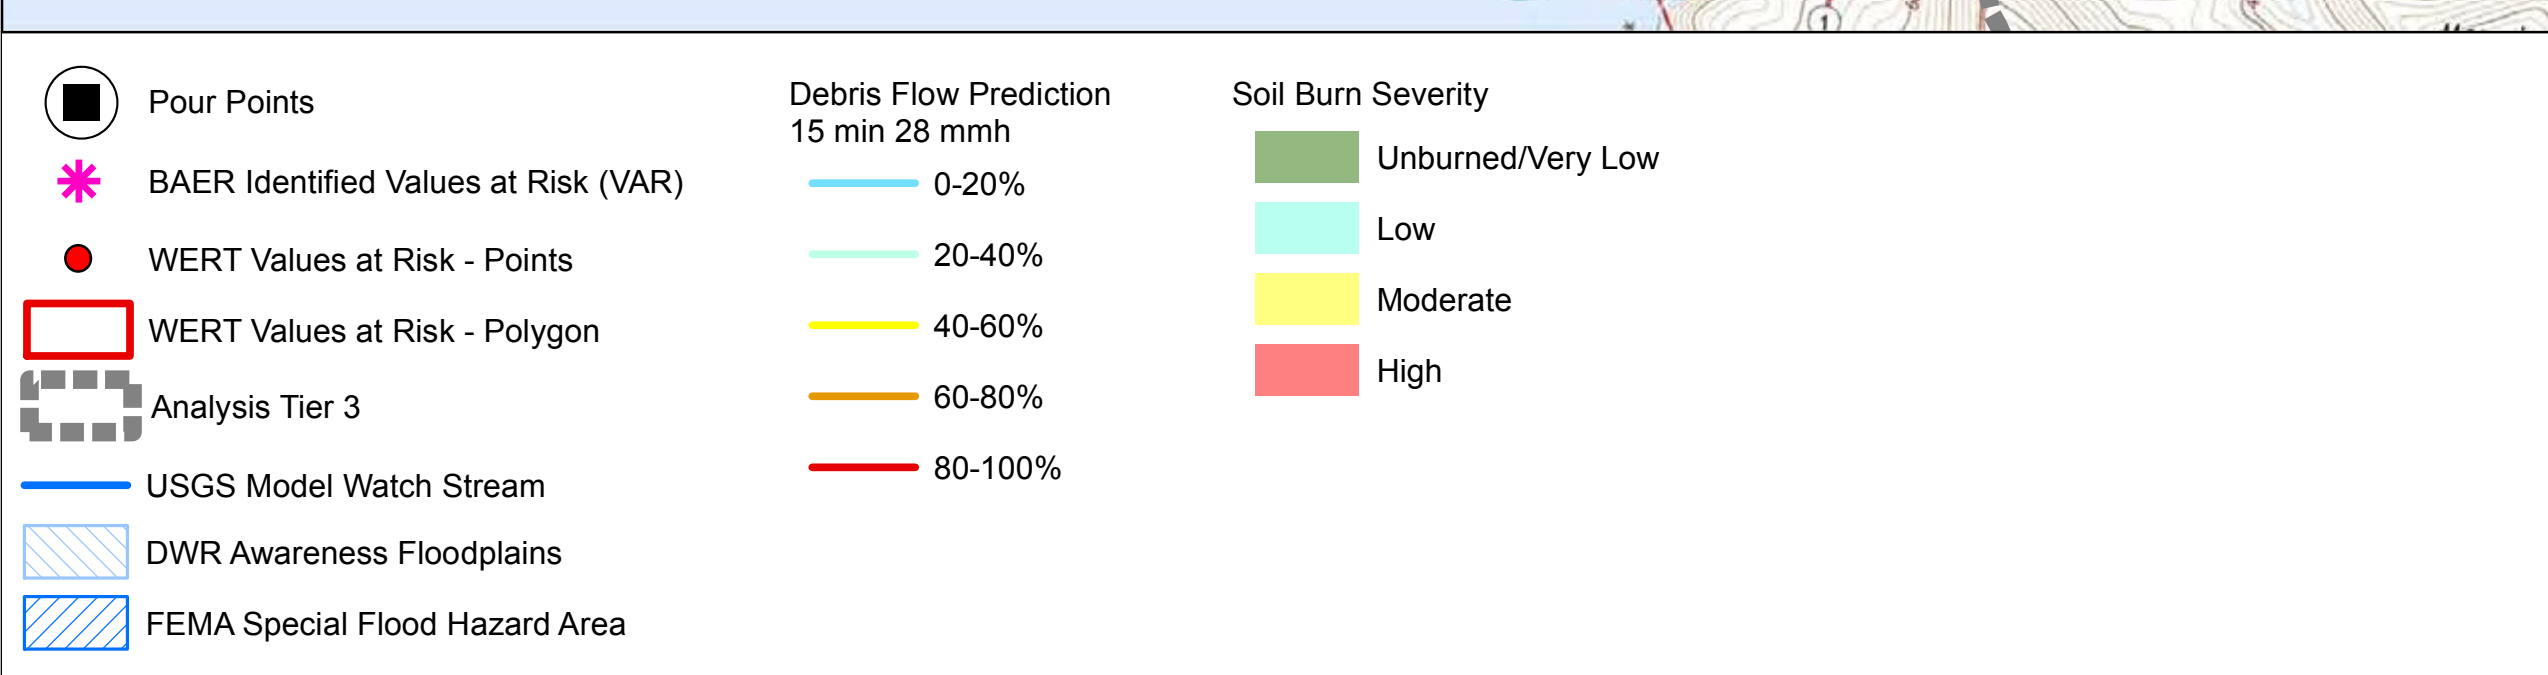 1
Pour Points
BAER Identified Values at Risk (VAR)
WERT Values at Risk - Points
WERT Values at Risk - Polygon
Analysis Tier 3
USGS Model Watch Stream
DWR Awareness Floodplains
FEMA Special Flood Hazard Area
Debris Flow Prediction
15 min 28 mmh
0-20%
20-40%
40-60%
60-80%
80-100%
Soil Burn Severity
Unburned/Very Low
Low
Moderate
High